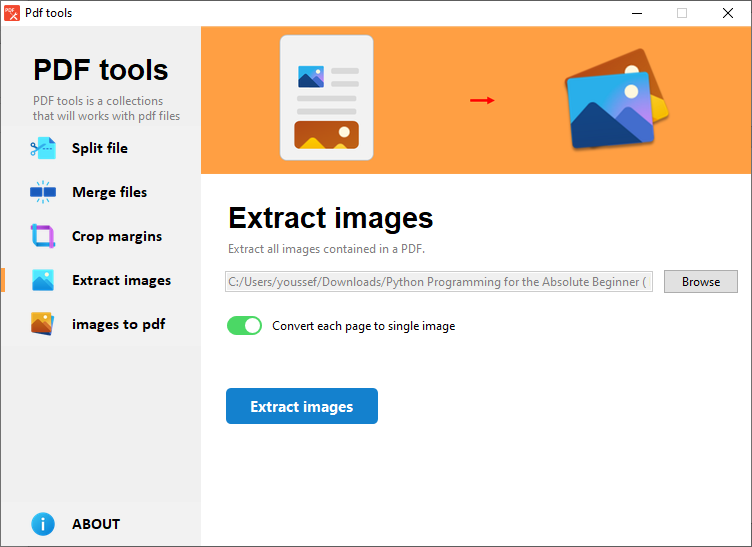 Pdf tools
PDF tools
PDF tools is a collections
that will works with pdf files
Split file
Merge files
Crop margins
Extract images
images to pdf
ABOUT
Extract images
Extract all images contained in a PDF.
C:/Users/youssef/Downloads/Python Programming for the Absolute Beginner (
Browse
Convert each page to single image
Extract images